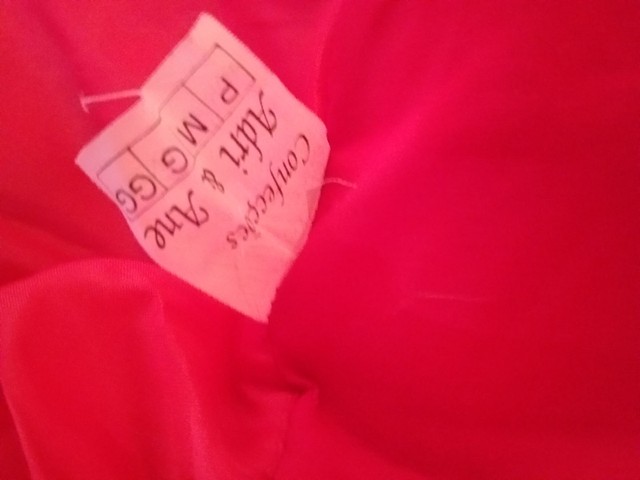 Confecções
Adri & Ane
P M G GG